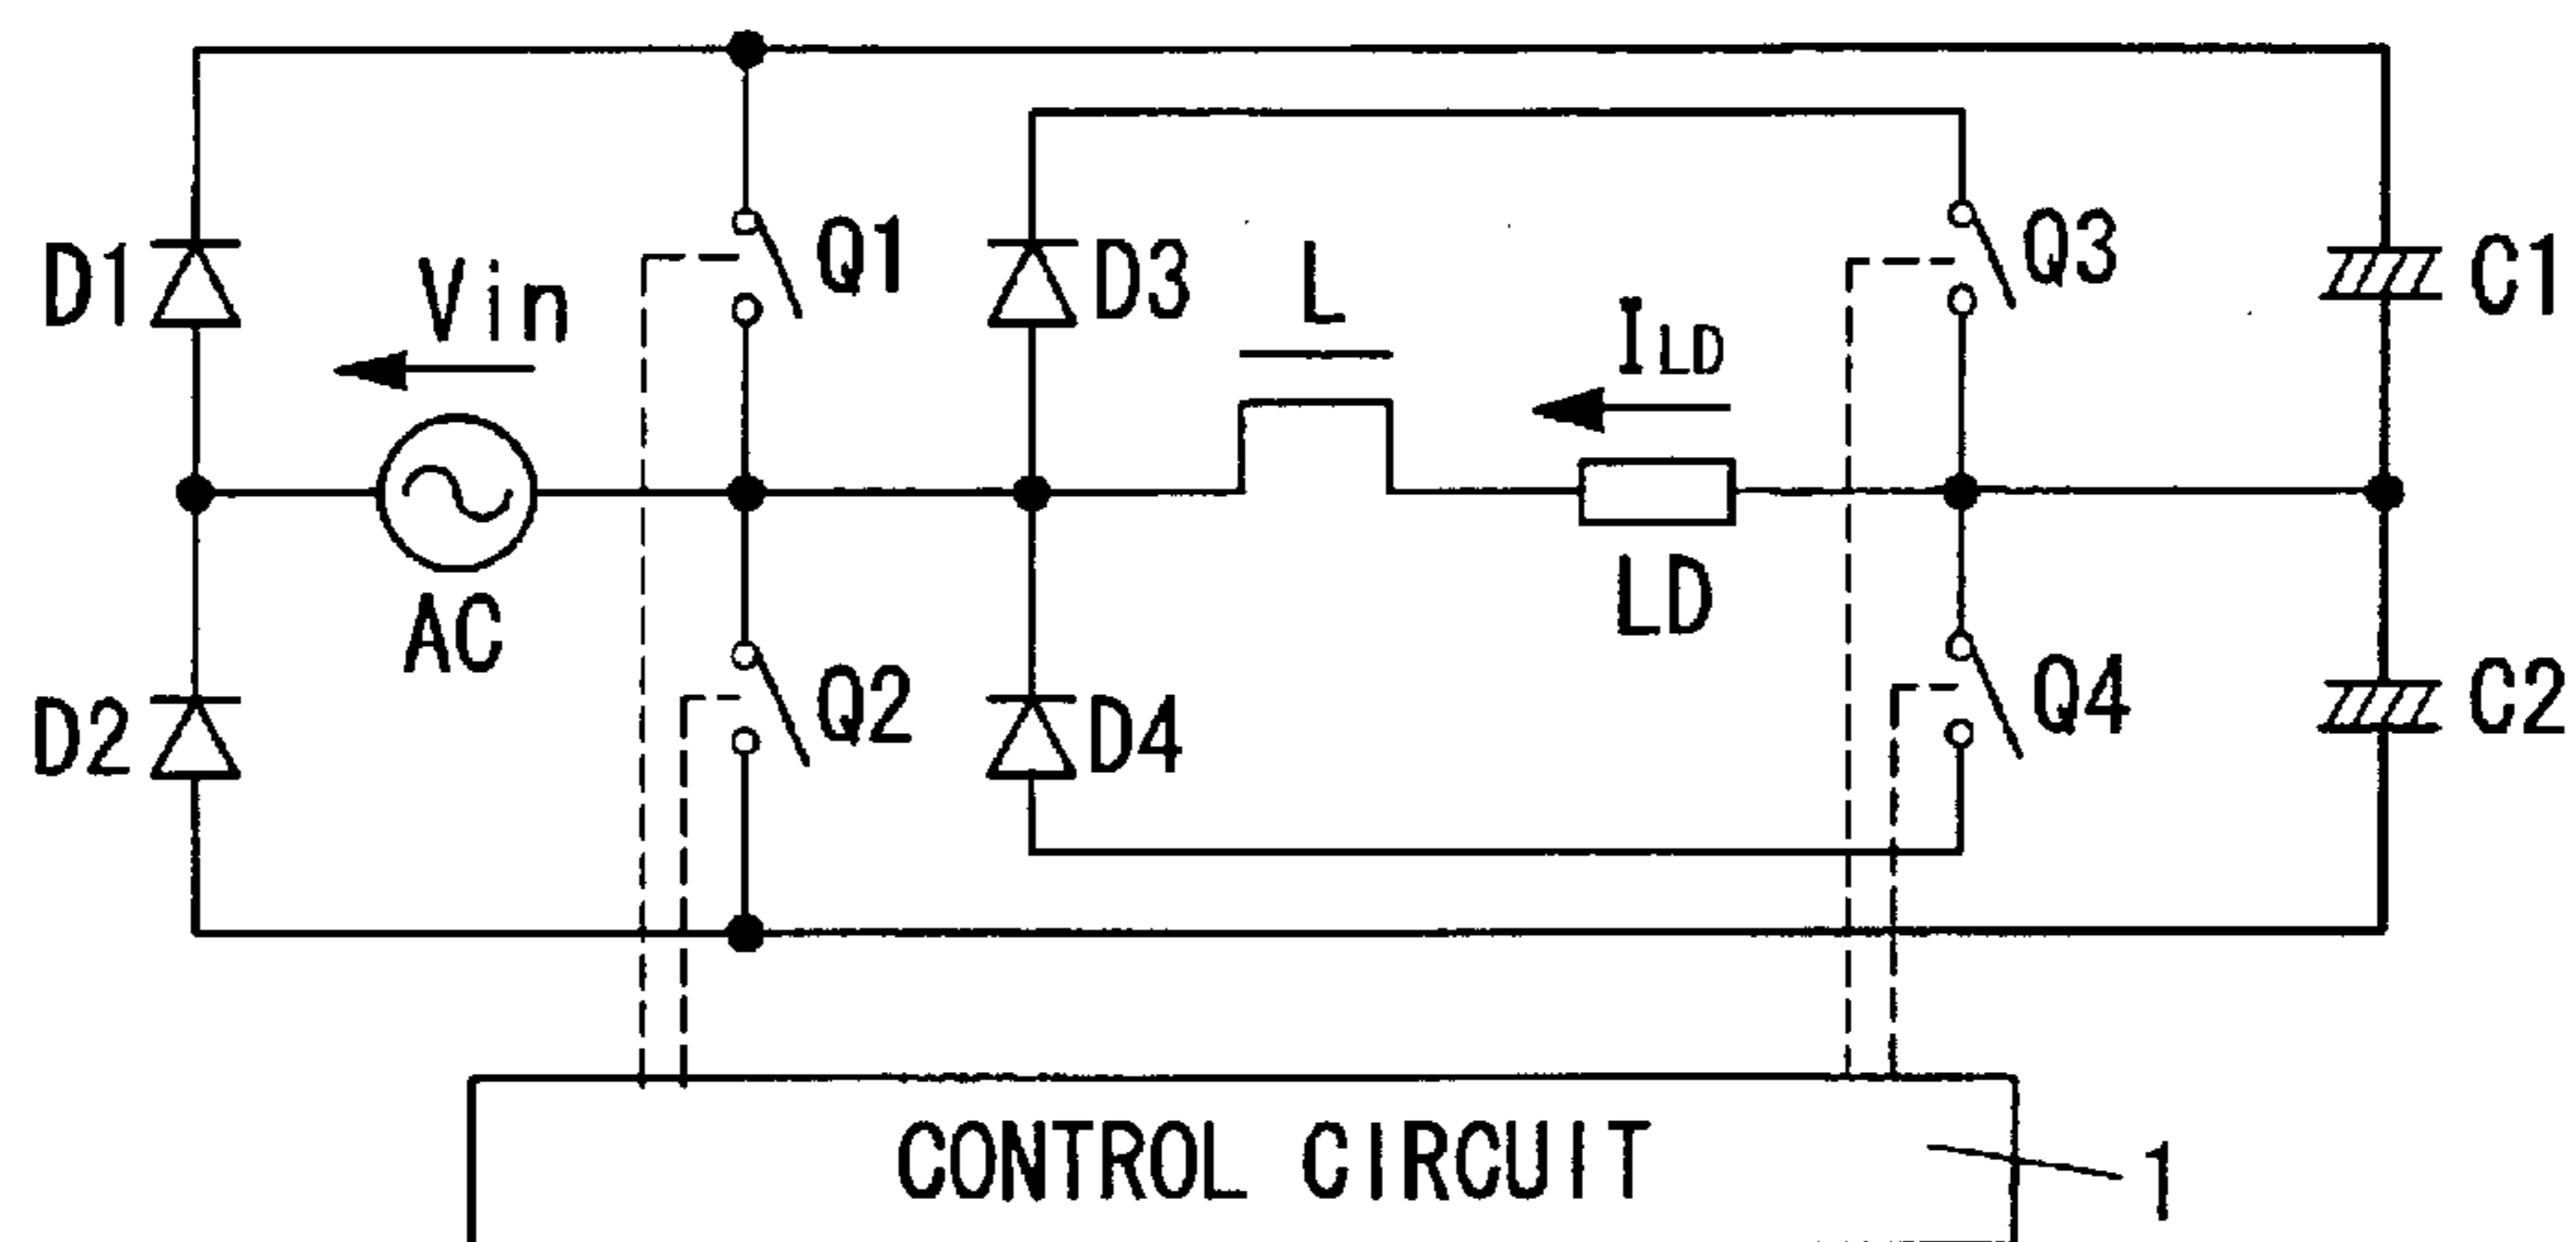 D1
Vin
Q1
D3
L
ILD
Q3
C1
AC
D2
Q2
D4
LD
Q4
C2
CONTROL CIRCUIT
1